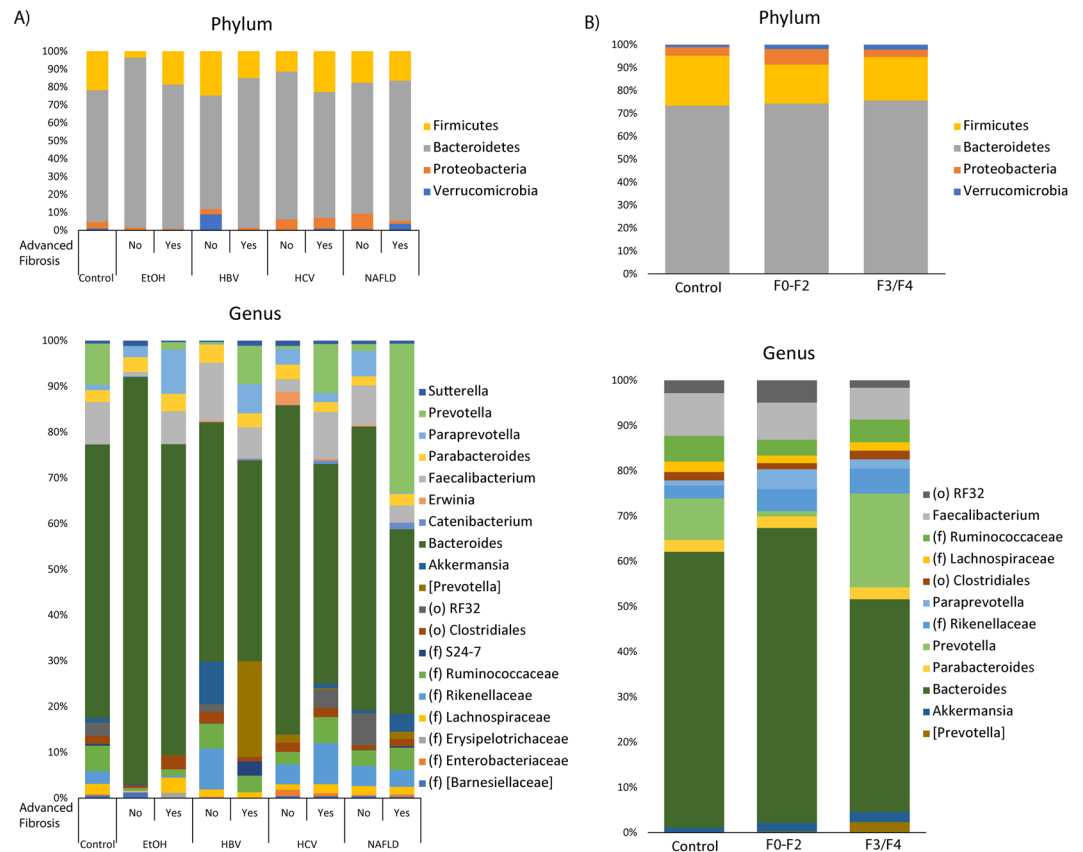 A)
Phylum
100%
90%
80%
70%
60%
50%
40%
30%
20%
10%
0%
Firmicutes
Bacteroidetes
Proteobacteria
Verrucomicrobia
Advanced
Fibrosis
No Yes No Yes No Yes No Yes
Control EtOH HBV HCV NAFLD
Genus
100%
90%
80%
70%
60%
50%
40%
30%
20%
10%
0%
Sutterella
Prevotella
Paraprevotella
Parabacteroides
Faecalibacterium
Erwinia
Catenibacterium
Bacteroides
Akkermansia
[Prevotella]
(o) RF32
(o) Clostridiales
(f) S24-7
(f) Ruminococcaceae
(f) Rikenellaceae
(f) Lachnospiraceae
(f) Erysipelotrichaceae
(f) Enterobacteriaceae
(f) [Barnesiellaceae]
Advanced
Fibrosis
No Yes No Yes No Yes No Yes
Control EtOH HBV HCV NAFLD
B)
Phylum
100%
90%
80%
70%
60%
50%
40%
30%
20%
10%
0%
Firmicutes
Bacteroidetes
Proteobacteria
Verrucomicrobia
Control F0-F2 F3/F4
Genus
100%
90%
80%
70%
60%
50%
40%
30%
20%
10%
0%
(o) RF32
Faecalibacterium
(f) Ruminococcaceae
(f) Lachnospiraceae
(o) Clostridiales
Paraprevotella
(f) Rikenellaceae
Prevotella
Parabacteroides
Bacteroides
Akkermansia
[Prevotella]
Control F0-F2 F3/F4